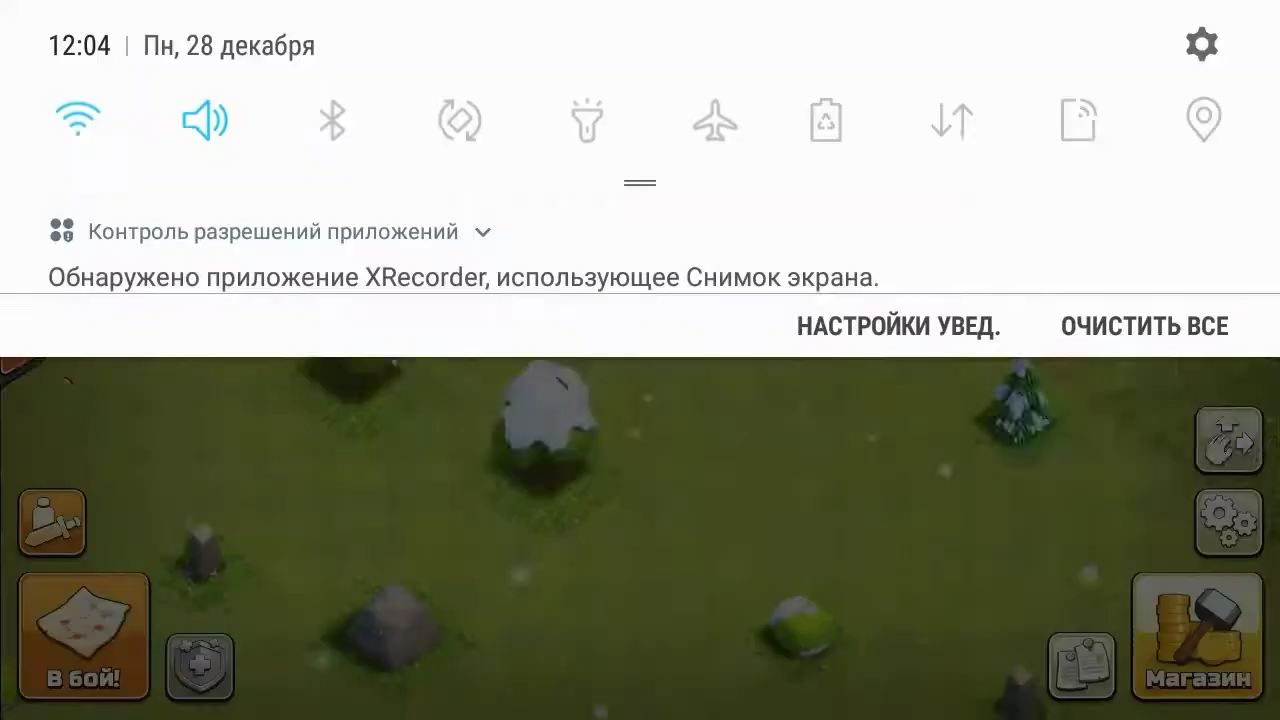 12:04 | Пн, 28 декабря
Контроль разрешений приложений
Обнаружено приложение XRecorder, использующее Снимок экрана.
НАСТРОЙКИ УВЕД. ОЧИСТИТЬ ВСЕ
В бой!
Магазин